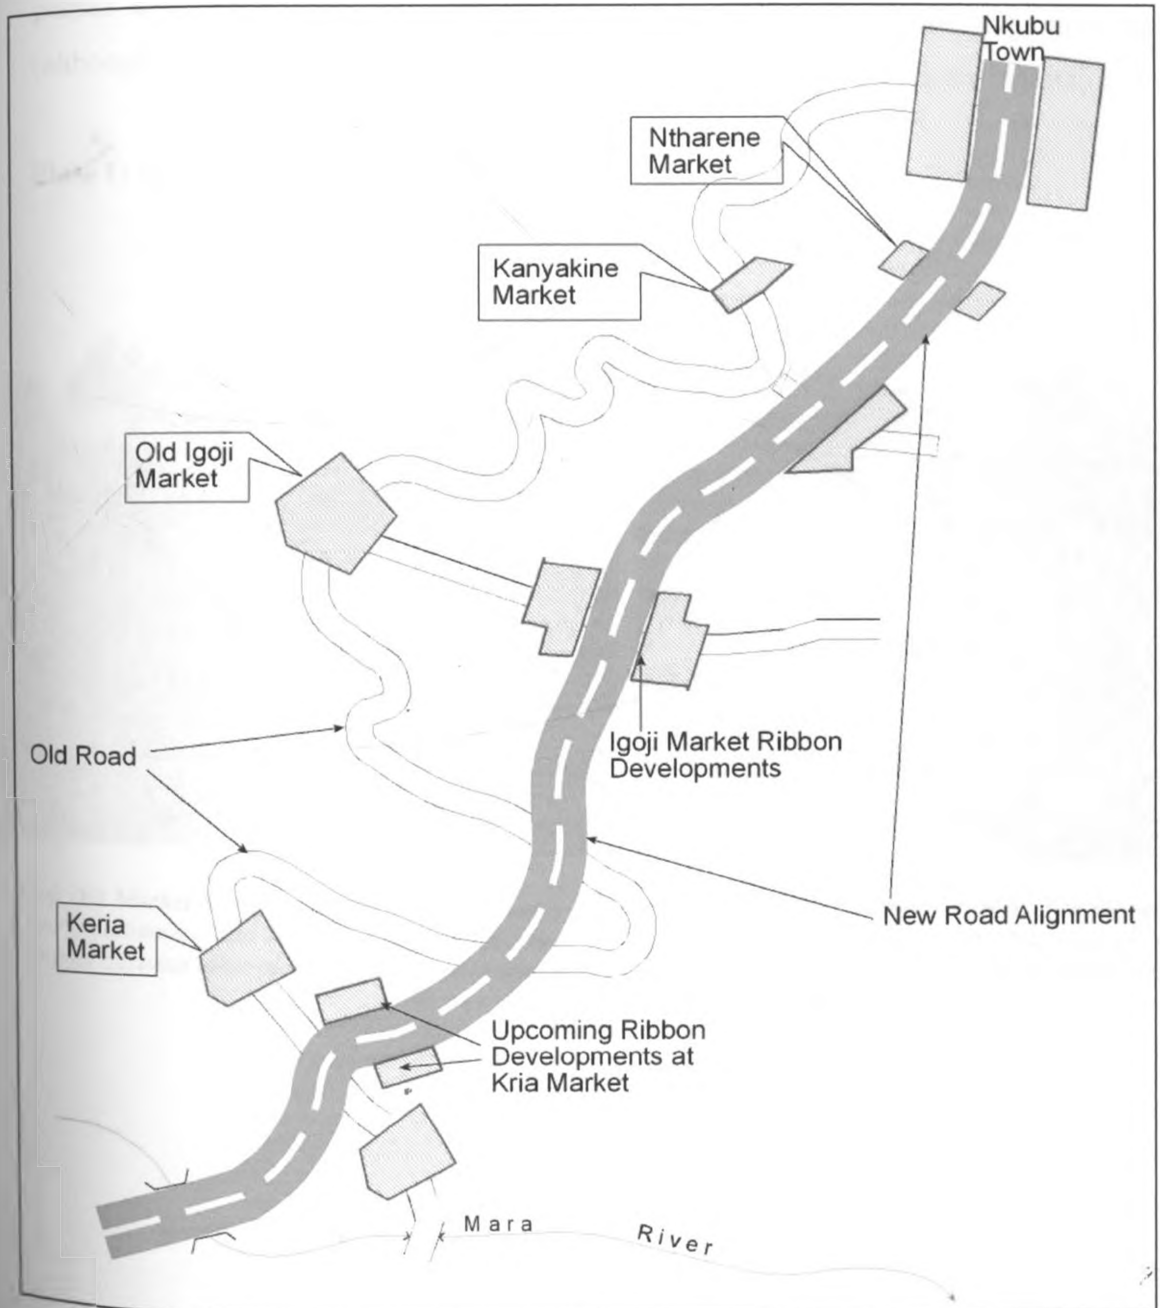 Nkubu
Town
Ntharene
Market
Kanyakine
Market
Old Igoji
Market
Igoji Market Ribbon
Developments
Old Road
New Road Alignment
Keria
Market
Upcoming Ribbon
Developments at
Kria Market
Mara River